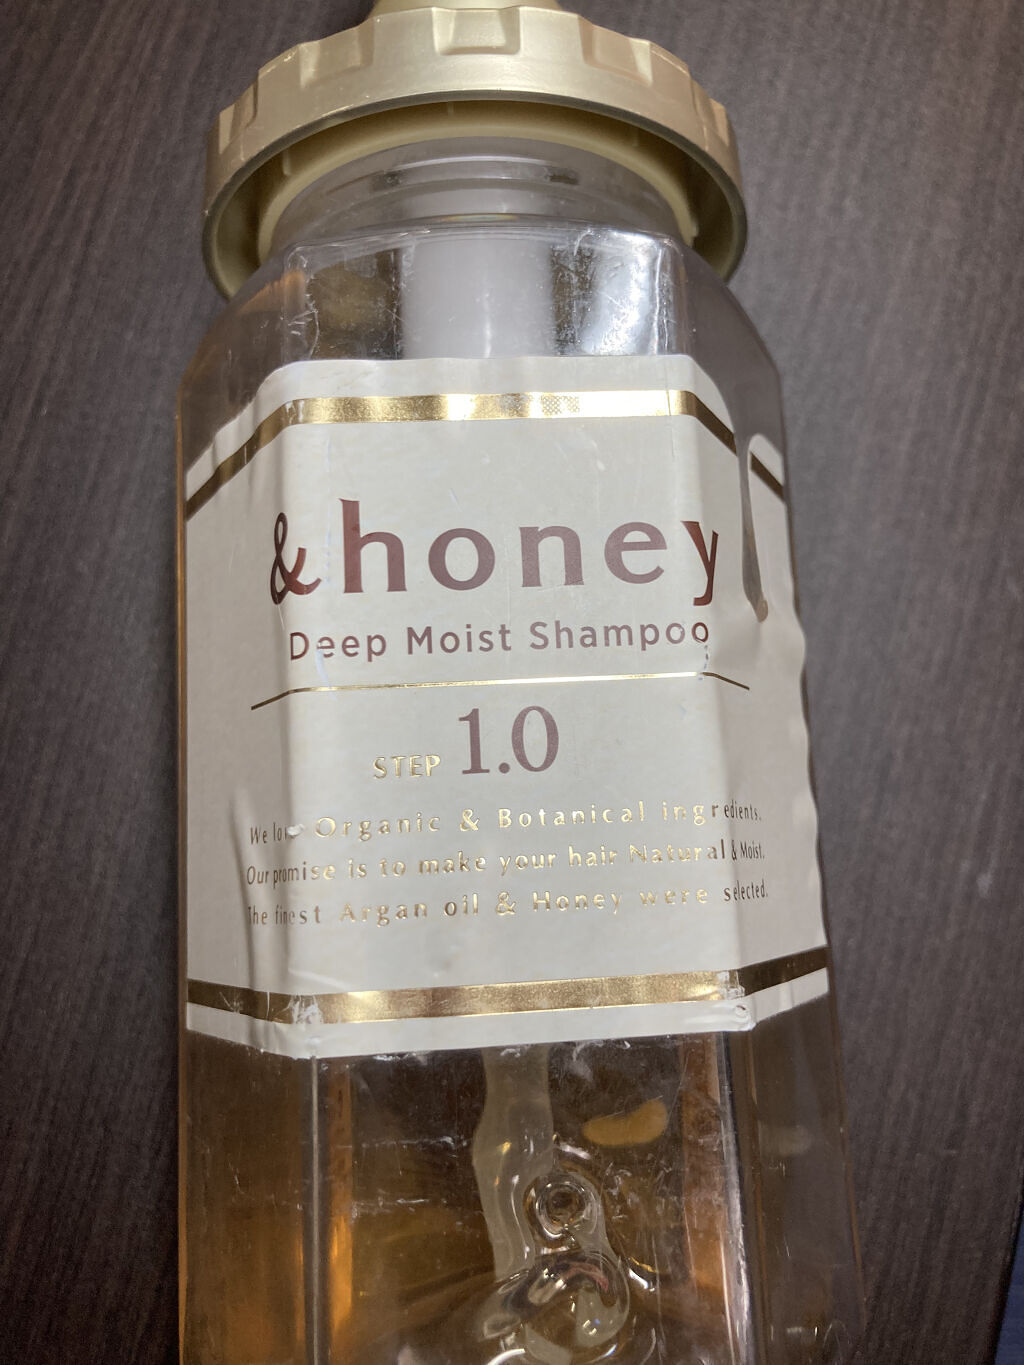 &honey
Deep Moist Shampoo
STEP 1.0
We Organic & Botanical ingredients.
Our promise is to make your hair Natural & Moist.
The finest Argan oil & Honey were selected.